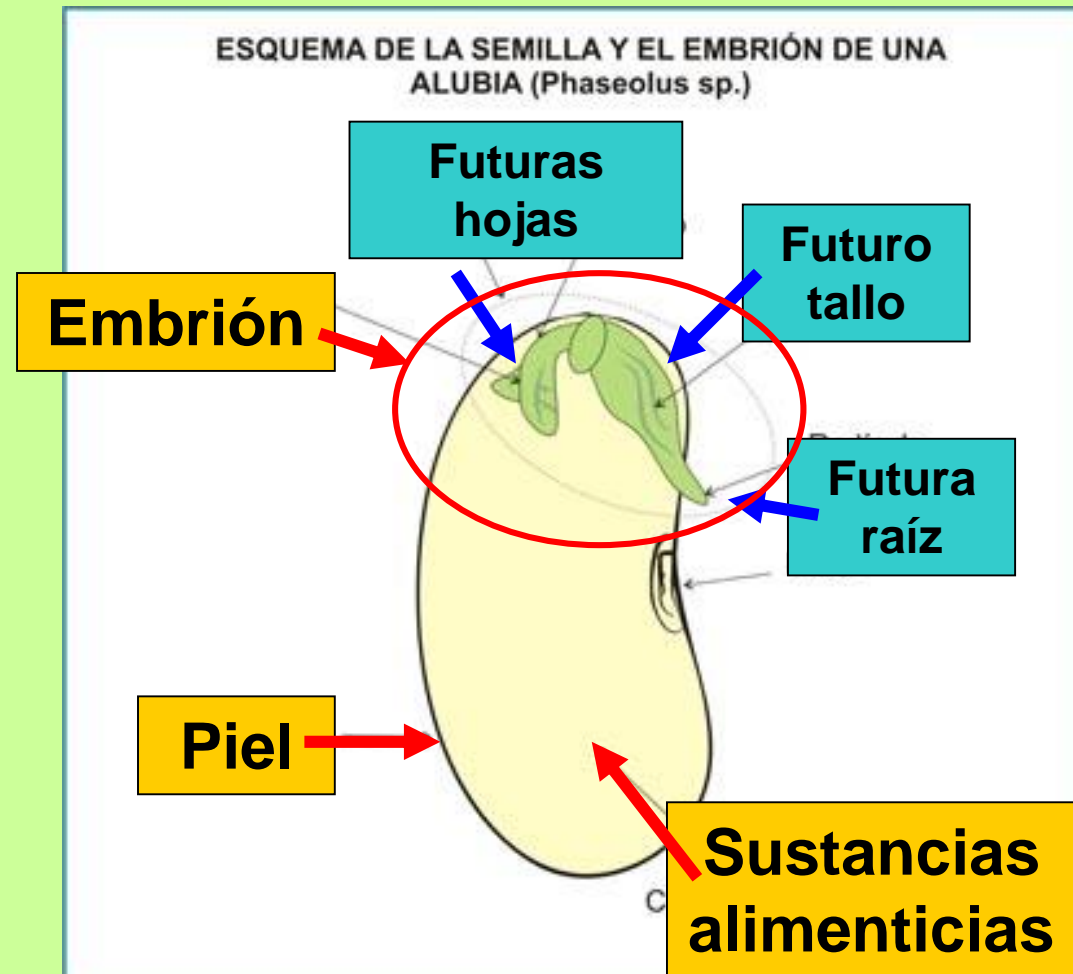 ESQUEMA DE LA SEMILLA Y EL EMBRIÓN DE UNA
ALUBIA (Phaseolus sp.)
Futuras
hojas
Futuro
tallo
Embrión
Futura
raíz
Piel
Sustancias
alimenticias